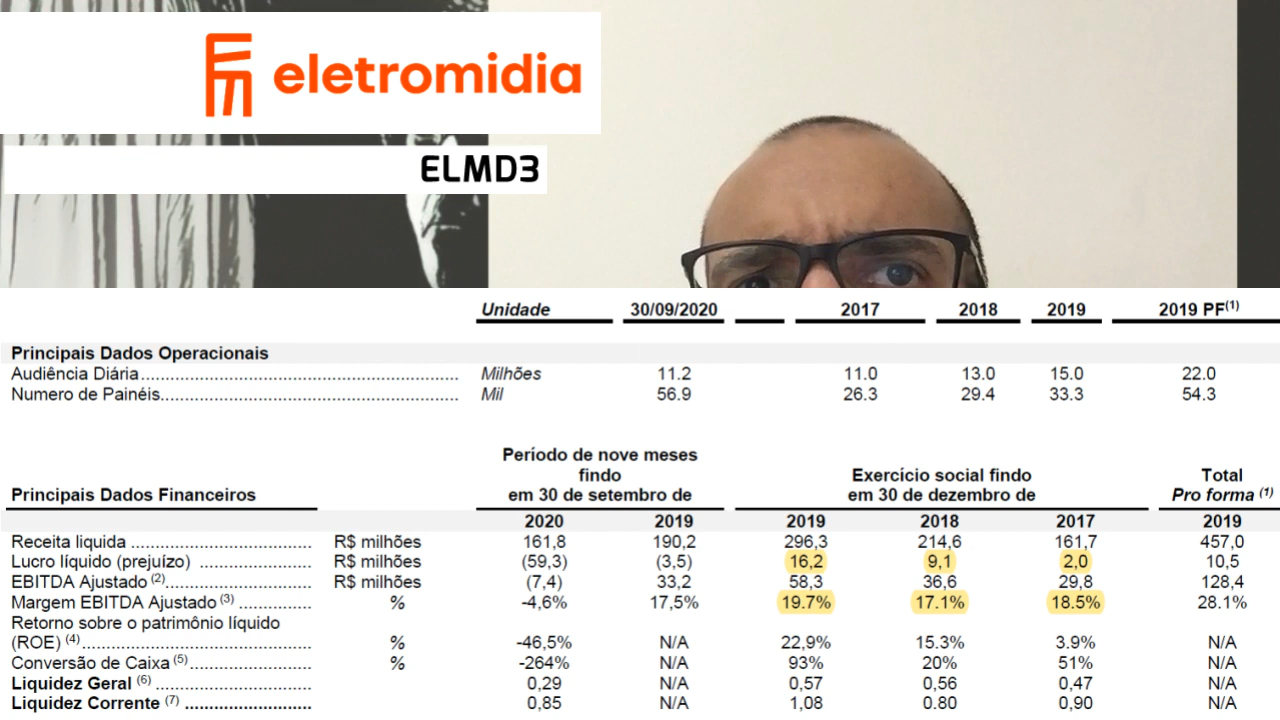 eletromidia
ELMD3
Unidade 30/09/2020 2017 2018 2019 2019 PF(1)
Principais Dados Operacionais
Audiência Diária Milhões 11.2 11.0 13.0 15.0 22.0
Numero de Painéis Mil 56.9 26.3 29.4 33.3 54.3
Período de nove meses
findo
em 30 de setembro de
Exercício social findo
em 30 de dezembro de
Total
Pro forma (1)
Principais Dados Financeiros
2020 2019 2019 2018 2017 2019
Receita liquida R$ milhões 161,8 190,2 296,3 214,6 161,7 457,0
Lucro líquido (prejuízo) R$ milhões (59,3) (3,5) 16,2 9,1 2,0 10,5
EBITDA Ajustado (2) R$ milhões (7,4) 33,2 58,3 36,6 29,8 128,4
Margem EBITDA Ajustado (3) % -4,6% 17,5% 19.7% 17.1% 18.5% 28.1%
Retorno sobre o patrimônio líquido
(ROE) (4) % -46,5% N/A 22,9% 15.3% 3.9% N/A
Conversão de Caixa (5) % -264% N/A 93% 20% 51% N/A
Liquidez Geral (6) 0,29 N/A 0,57 0,56 0,47 N/A
Liquidez Corrente (7) 0,85 N/A 1,08 0.80 0,90 N/A